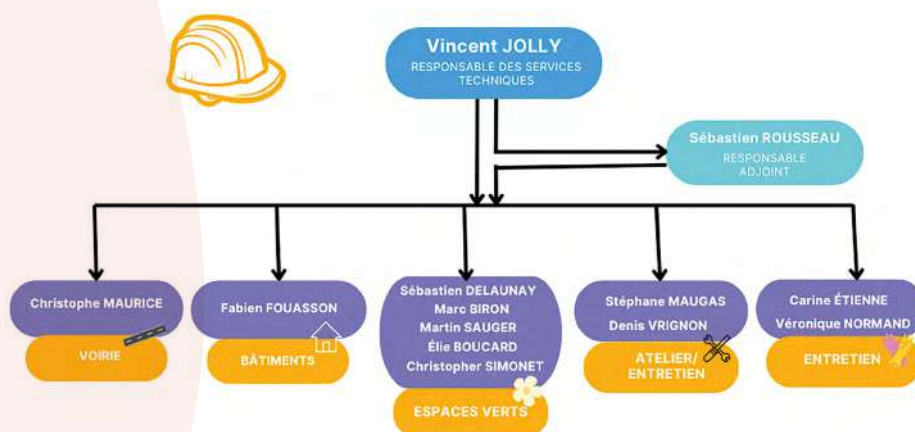 Vincent JOLLY
RESPONSABLE DES SERVICES
TECHNIQUES
Sébastien ROUSSEAU
RESPONSABLE
ADJOINT
Christophe MAURICE
VOIRIE
Fabien FOUASSON
BÂTIMENTS
Sébastien DELAUNAY
Marc BIRON
Martin SAUGER
Élie BOUCARD
Christopher SIMONET
ESPACES VERTS
Stéphane MAUGAS
Denis VRIGNON
ATELIER/
ENTRETIEN
Carine ÉTIENNE
Véronique NORMAND
ENTRETIEN